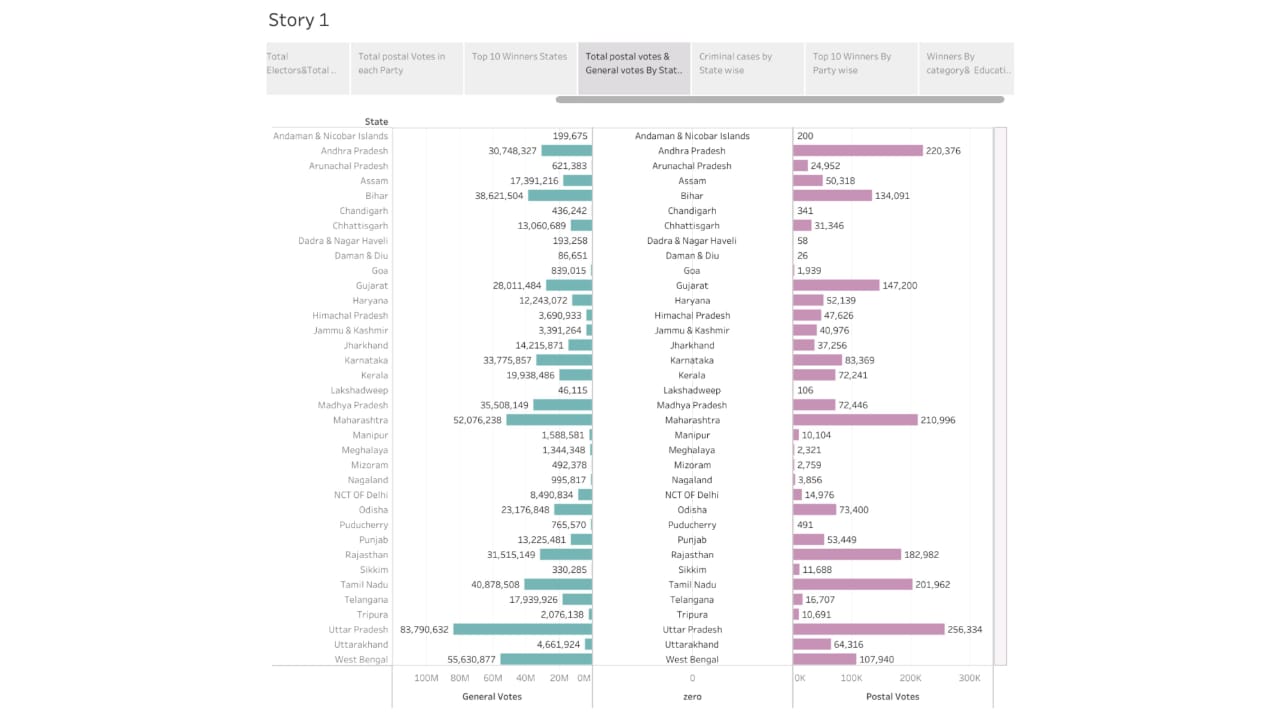 Story 1
Total Electors&Total ..
Total postal Votes in each Party
Top 10 Winners States
Total postal votes & General votes By Stat..
Criminal cases by State wise
Top 10 Winners By Party wise
Winners By category& Educati..
State
Andaman & Nicobar Islands 199,675 Andaman & Nicobar Islands 200
Andhra Pradesh 30,748,327 Andhra Pradesh 220,376
Arunachal Pradesh 621,383 Arunachal Pradesh 24,952
Assam 17,391,216 Assam 50,318
Bihar 38,621,504 Bihar 134,091
Chandigarh 436,242 Chandigarh 341
Chhattisgarh 13,060,689 Chhattisgarh 31,346
Dadra & Nagar Haveli 193,258 Dadra & Nagar Haveli 58
Daman & Diu 86,651 Daman & Diu 26
Goa 839,015 Goa 1,939
Gujarat 28,011,484 Gujarat 147,200
Haryana 12,243,072 Haryana 52,139
Himachal Pradesh 3,690,933 Himachal Pradesh 47,626
Jammu & Kashmir 3,391,264 Jammu & Kashmir 40,976
Jharkhand 14,215,871 Jharkhand 37,256
Karnataka 33,775,857 Karnataka 83,369
Kerala 19,938,486 Kerala 72,241
Lakshadweep 46,115 Lakshadweep 106
Madhya Pradesh 35,508,149 Madhya Pradesh 72,446
Maharashtra 52,076,238 Maharashtra 210,996
Manipur 1,588,581 Manipur 10,104
Meghalaya 1,344,348 Meghalaya 2,321
Mizoram 492,378 Mizoram 2,759
Nagaland 995,817 Nagaland 3,856
NCT OF Delhi 8,490,834 NCT OF Delhi 14,976
Odisha 23,176,848 Odisha 73,400
Puducherry 765,570 Puducherry 491
Punjab 13,225,481 Punjab 53,449
Rajasthan 31,515,149 Rajasthan 182,982
Sikkim 330,285 Sikkim 11,688
Tamil Nadu 40,878,508 Tamil Nadu 201,962
Telangana 17,939,926 Telangana 16,707
Tripura 2,076,138 Tripura 10,691
Uttar Pradesh 83,790,632 Uttar Pradesh 256,334
Uttarakhand 4,661,924 Uttarakhand 64,316
West Bengal 55,630,877 West Bengal 107,940
100M 80M 60M 40M 20M 0M 0 0K 100K 200K 300K
General Votes zero Postal Votes